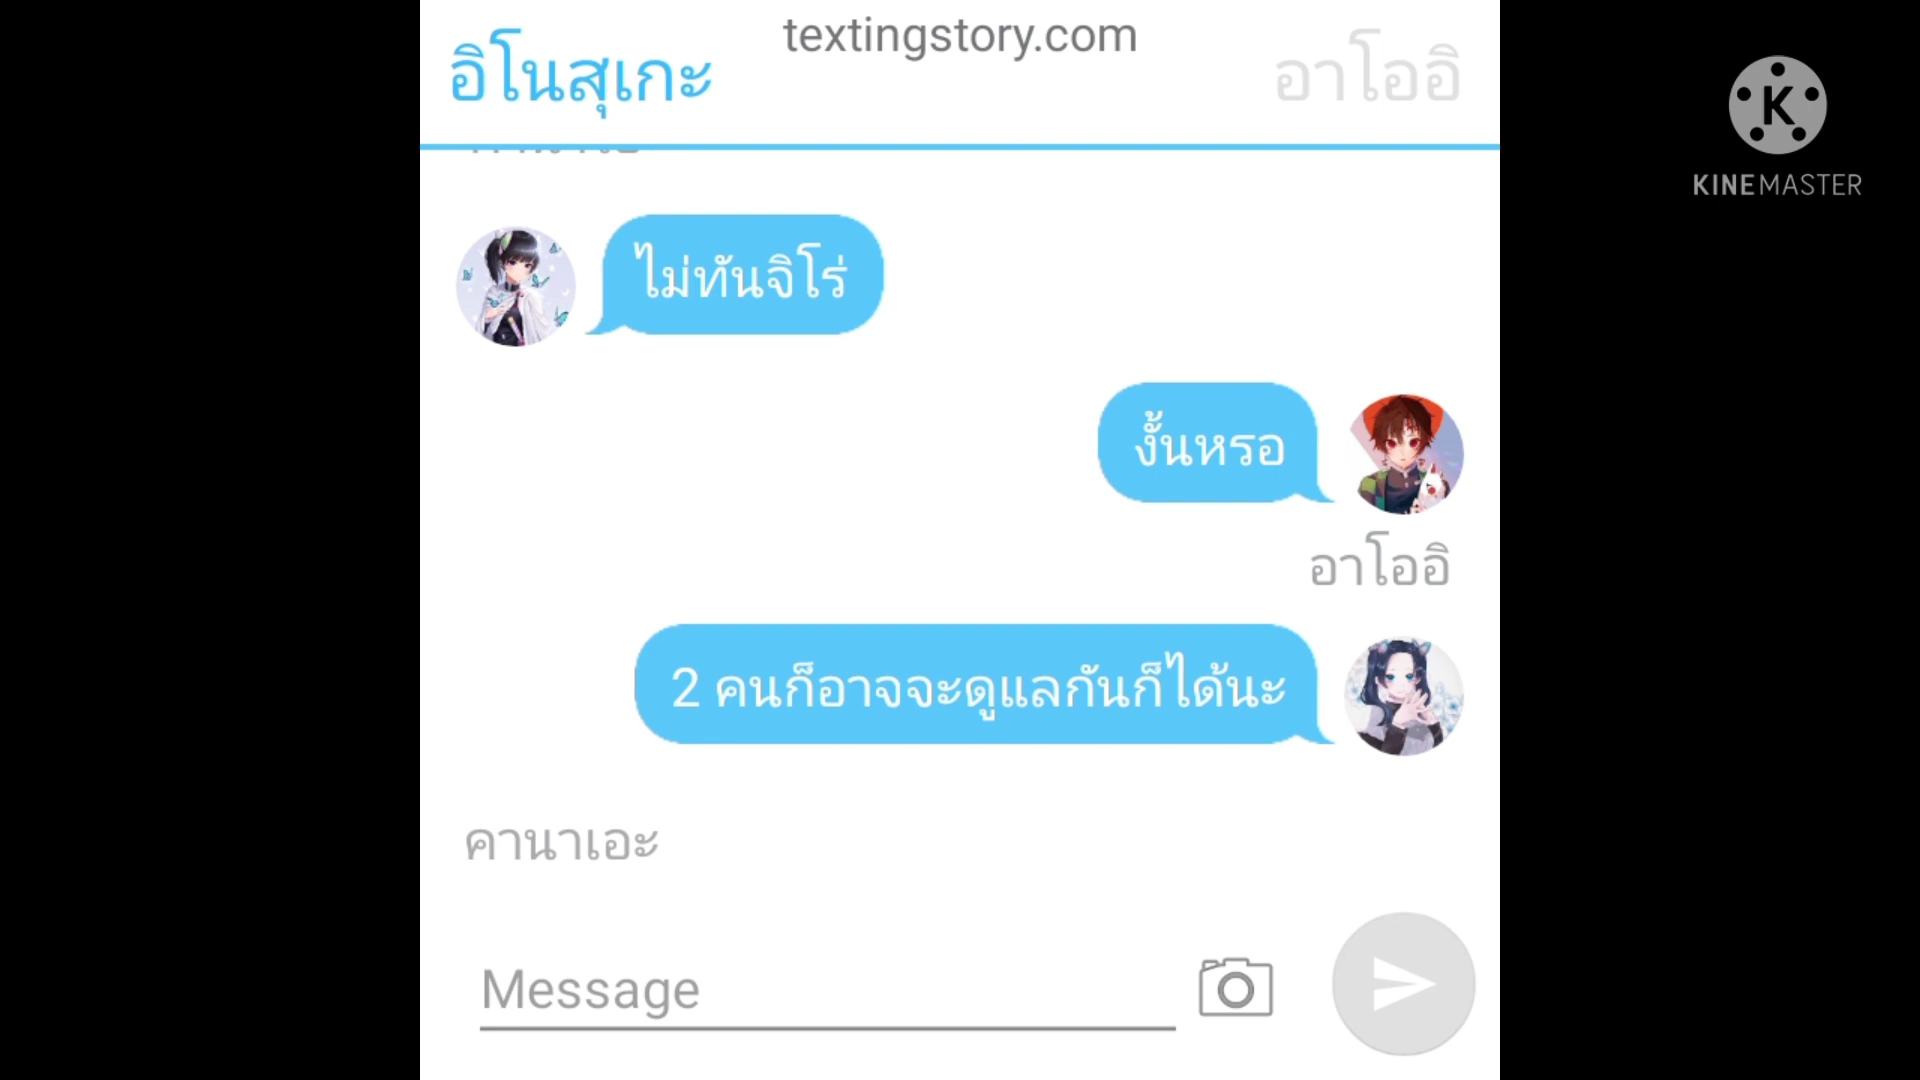 textingstory.com
อิโนสุเกะ
อาโออิ
KINEMASTER
ไม่ทันจิโร่
งั้นหรอ
อาโออิ
2 คนก็อาจจะดูแลกันก็ได้นะ
คานาเอะ
Message